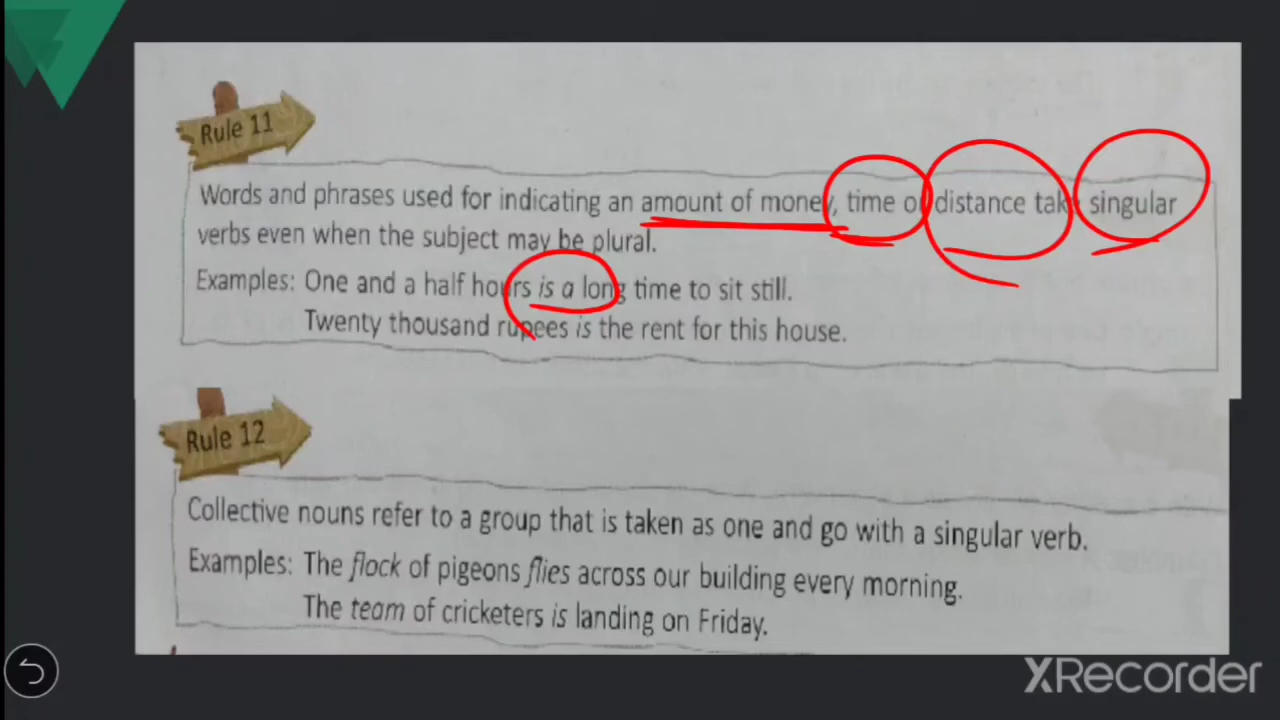 Rule 11
Words and phrases used for indicating an amount of money, time or distance take singular
verbs even when the subject may be plural.
Examples: One and a half hours is a long time to sit still.
Twenty thousand rupees is the rent for this house.
Rule 12
Collective nouns refer to a group that is taken as one and go with a singular verb.
Examples: The flock of pigeons flies across our building every morning.
The team of cricketers is landing on Friday.
XRecorder